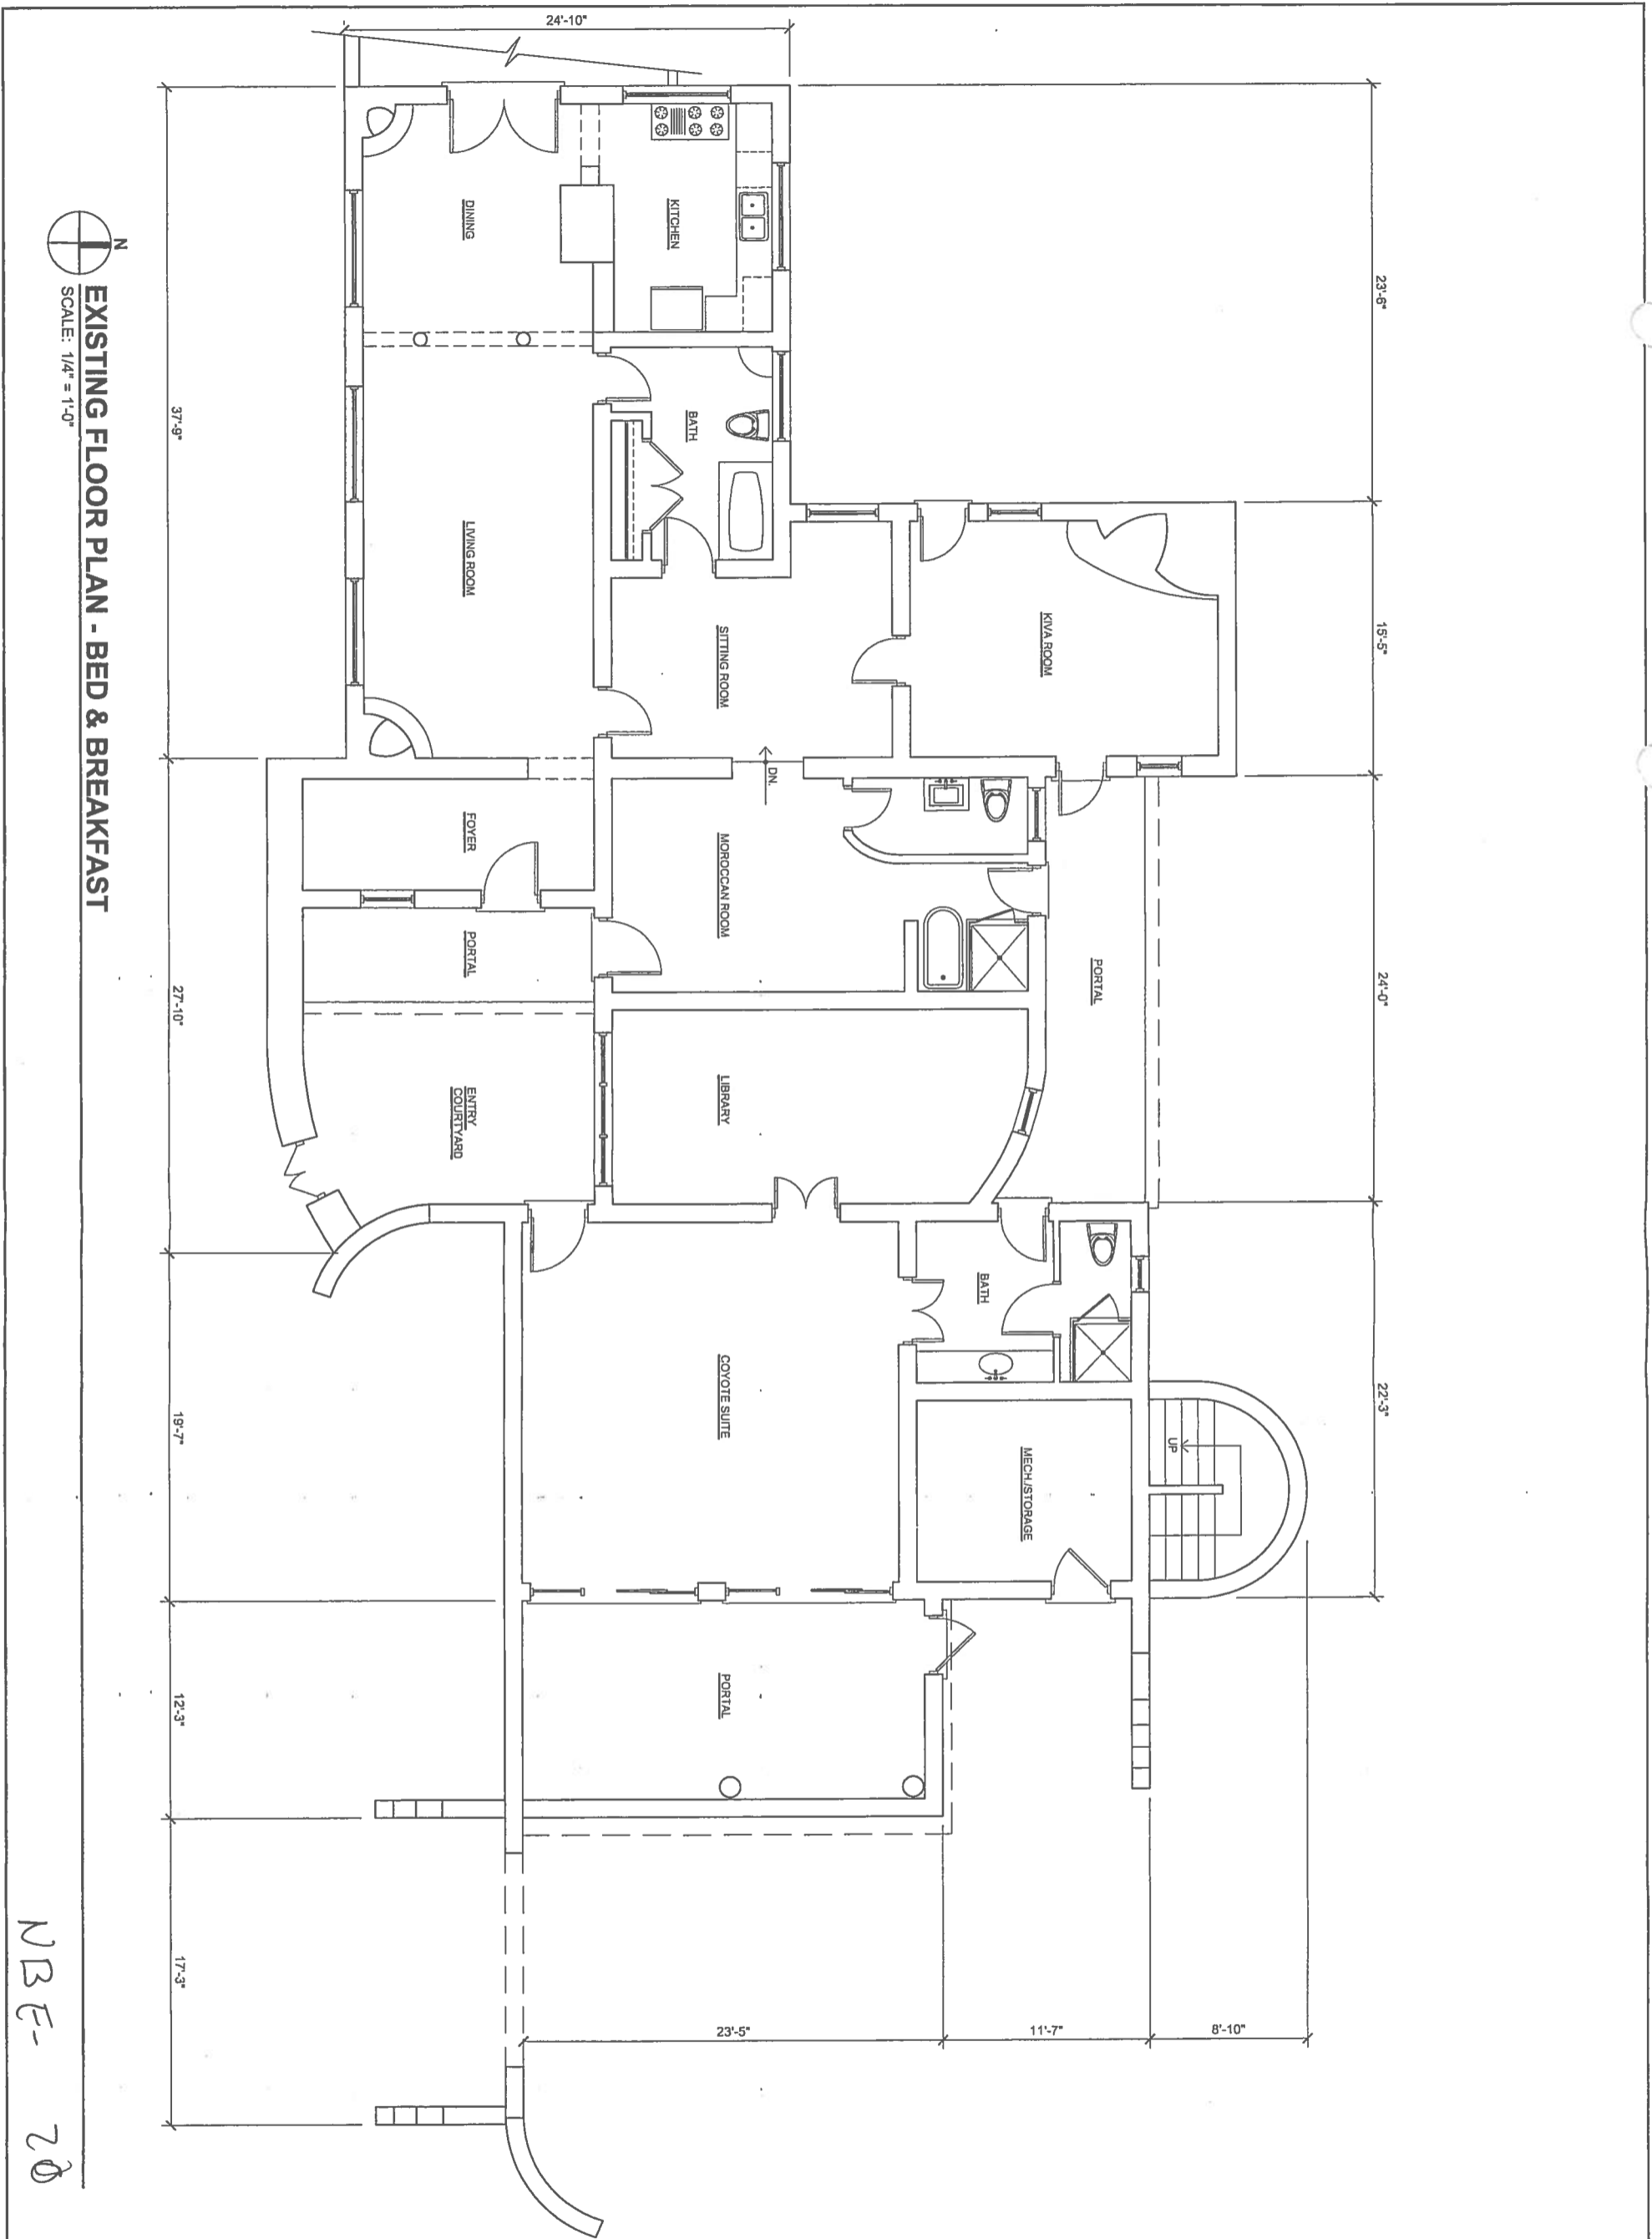 23'-6"
15'-5"
24'-0"
22'-3"
24'-10"
8'-10"
11'-7"
23'-5"
UP
KITCHEN
BATH
KIVA ROOM
PORTAL
BATH
MECH./STORAGE
SITTING ROOM
DN.
MOROCCAN ROOM
LIBRARY
COYOTE SUITE
PORTAL
DINING
LIVING ROOM
FOYER
PORTAL
ENTRY
COURTYARD
37'-9"
27'-10"
19'-7"
12'-3"
17'-3"
N
EXISTING FLOOR PLAN - BED & BREAKFAST
SCALE: 1/4" = 1'-0"
NBE- 20